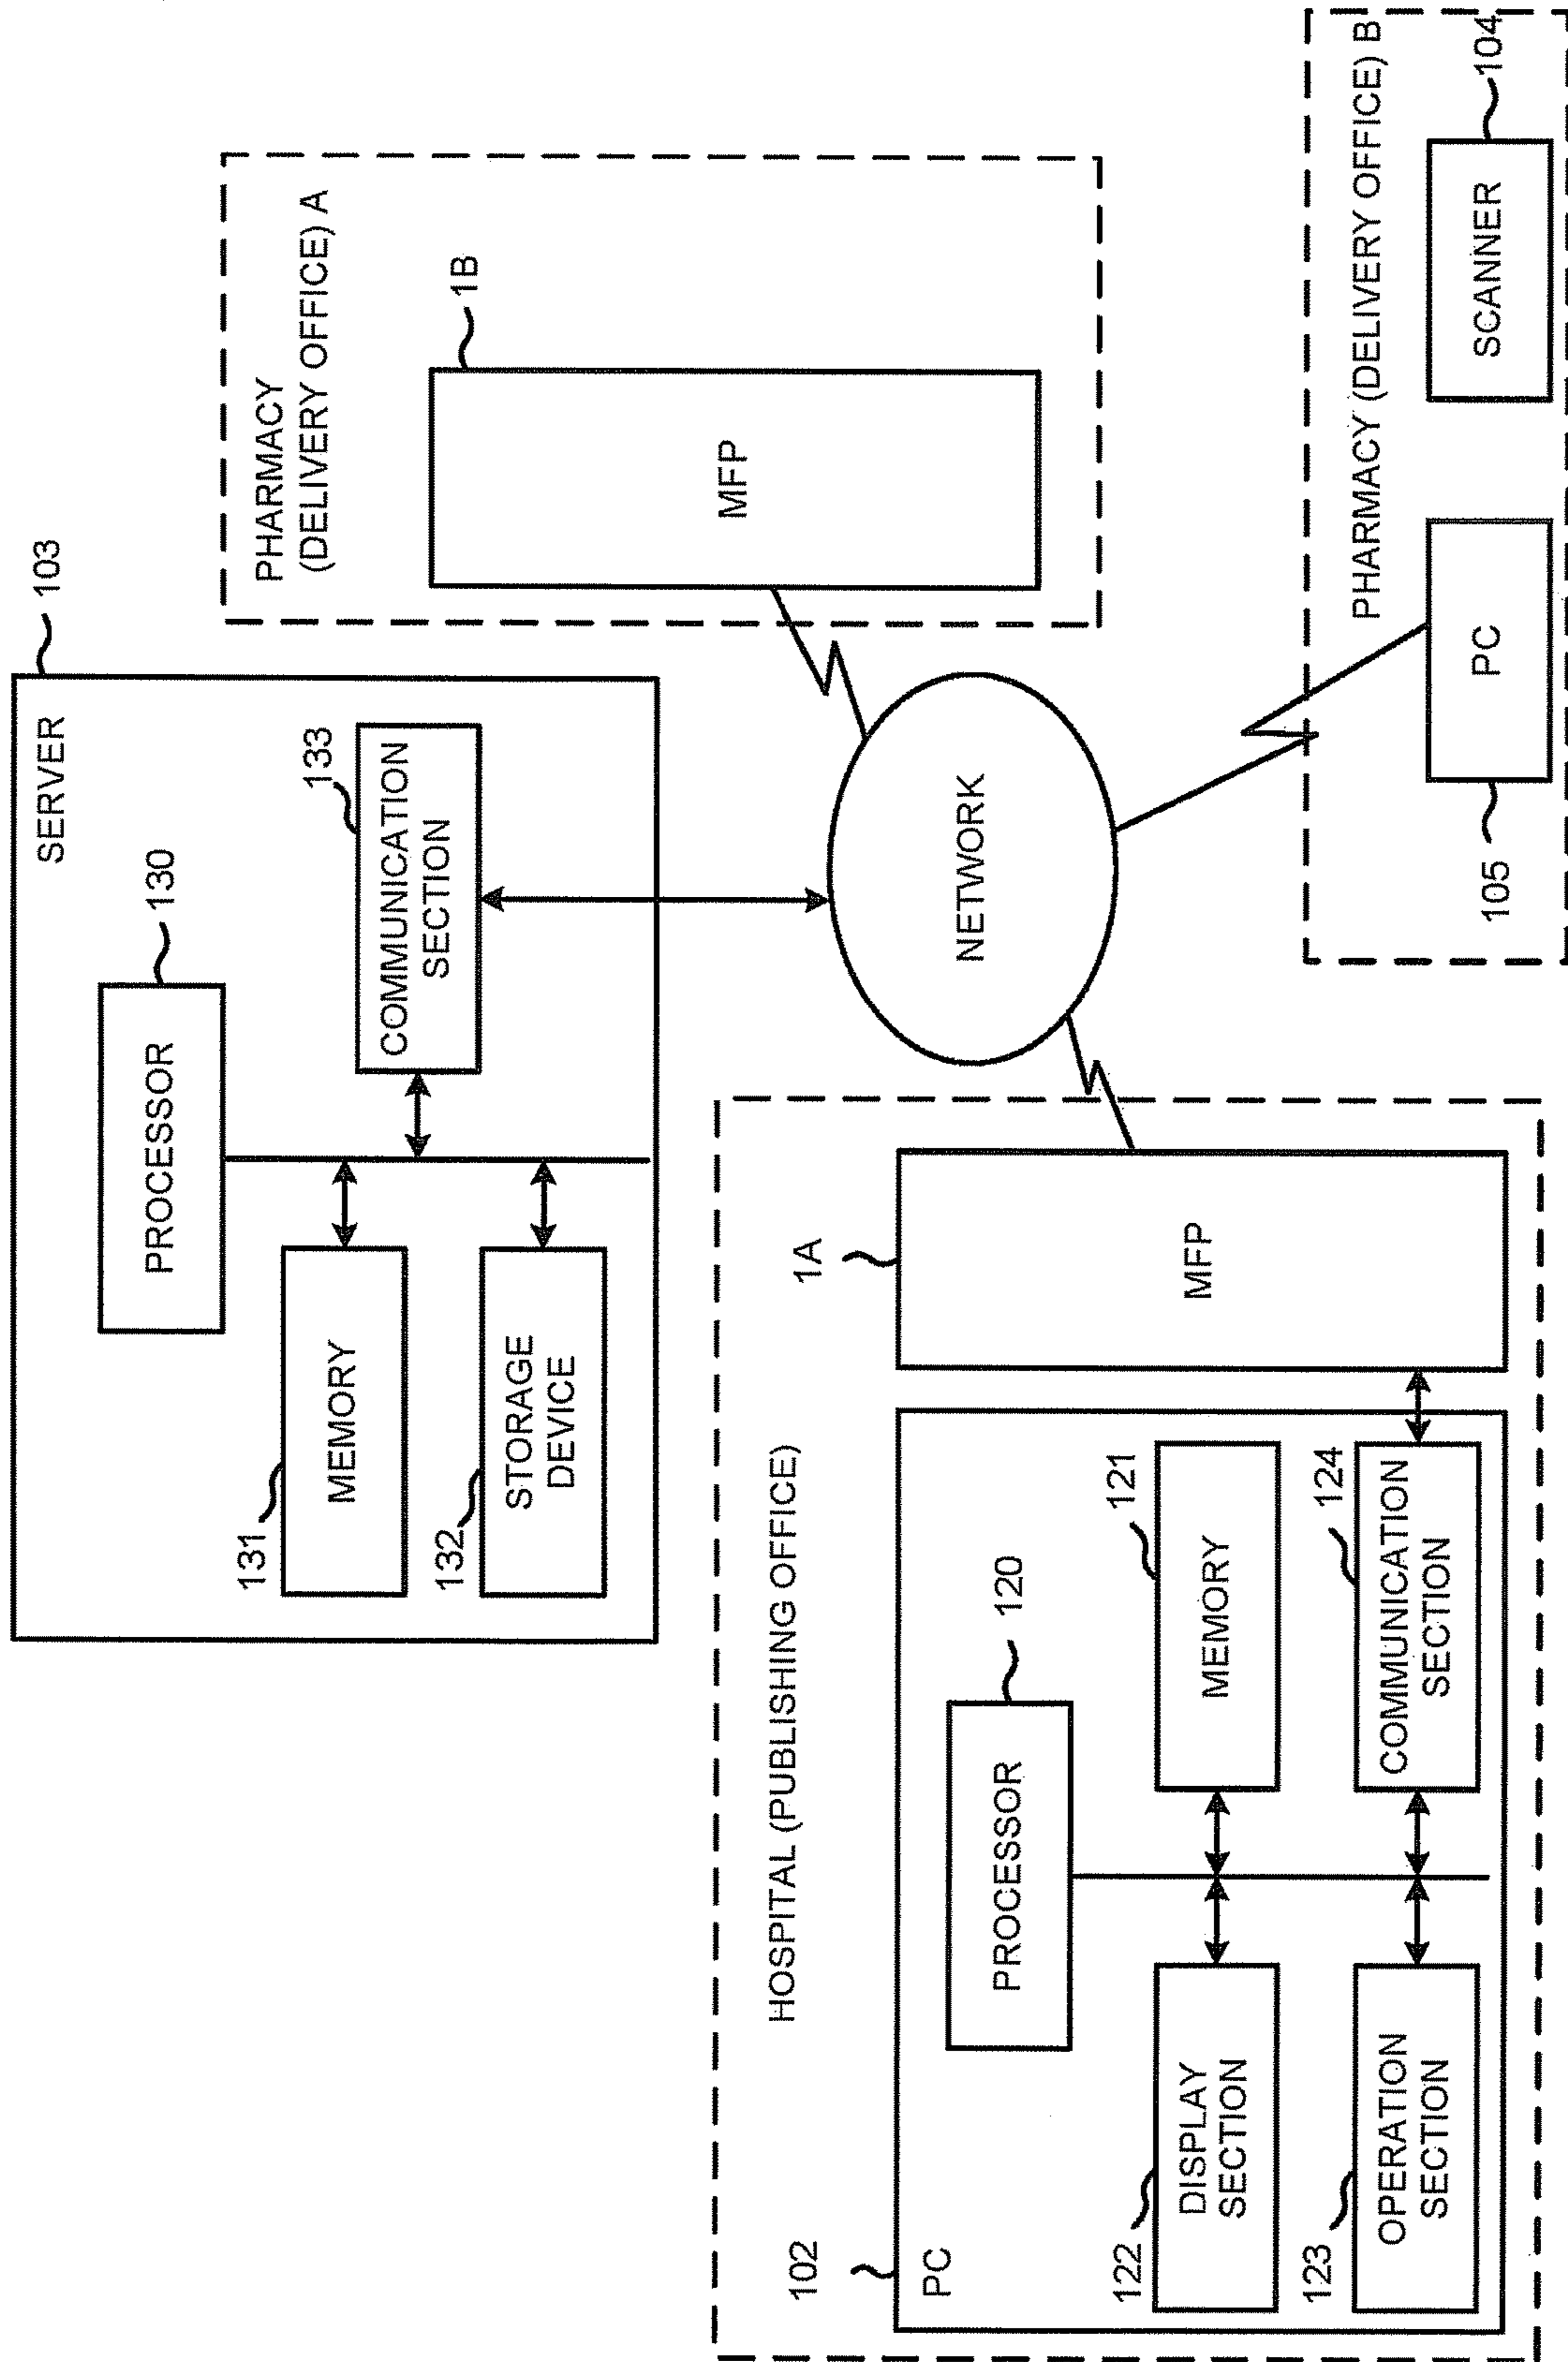 SERVER
103
PROCESSOR
130
131
MEMORY
132
STORAGE
DEVICE
133
COMMUNICATION
SECTION
PHARMACY
(DELIVERY OFFICE) A
1B
MFP
NETWORK
HOSPITAL (PUBLISHING OFFICE)
102
PC
PROCESSOR
120
122
DISPLAY
SECTION
121
MEMORY
123
OPERATION
SECTION
124
COMMUNICATION
SECTION
1A
MFP
PHARMACY (DELIVERY OFFICE) B
105
PC
SCANNER
104